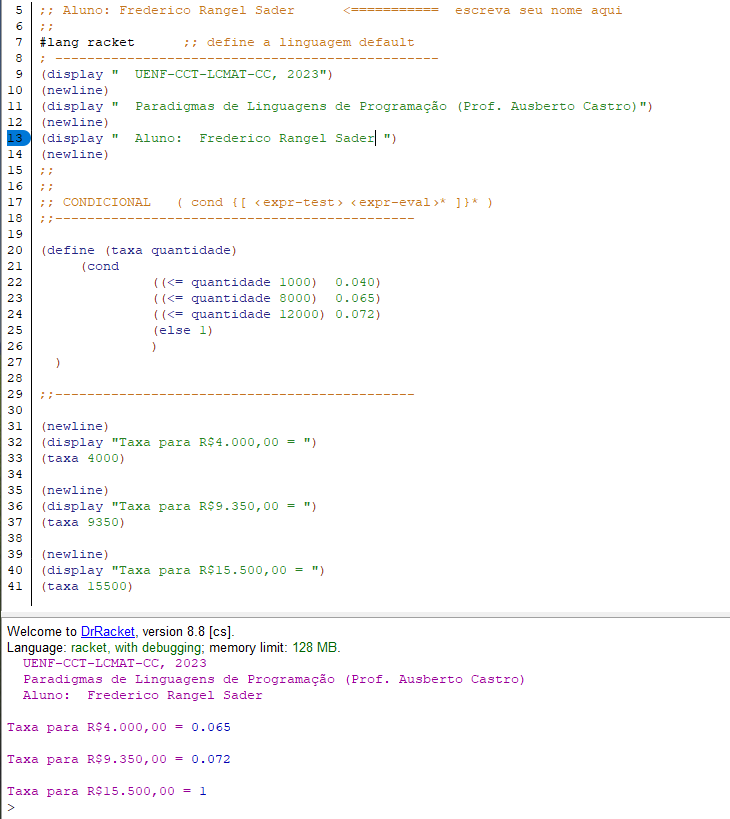 5 ;; Aluno: Frederico Rangel Sader      <===========  escreva seu nome aqui
6 ;;
7 #lang racket      ;; define a linguagem default
8 ; ------------------------------------------------
9 (display "  UENF-CCT-LCMAT-CC, 2023")
10 (newline)
11 (display "  Paradigmas de Linguagens de Programação (Prof. Ausberto Castro)")
12 (newline)
13 (display "  Aluno:  Frederico Rangel Sader ")
14 (newline)
15 ;;
16 ;;
17 ;; CONDICIONAL   ( cond {[ <expr-test> <expr-eval>* ]}* )
18 ;;---------------------------------------------
19
20 (define (taxa quantidade)
21      (cond
22               ((<= quantidade 1000)  0.040)
23               ((<= quantidade 8000)  0.065)
24               ((<= quantidade 12000) 0.072)
25               (else 1)
26               )
27   )
28
29 ;;---------------------------------------------
30
31 (newline)
32 (display "Taxa para R$4.000,00 = ")
33 (taxa 4000)
34
35 (newline)
36 (display "Taxa para R$9.350,00 = ")
37 (taxa 9350)
38
39 (newline)
40 (display "Taxa para R$15.500,00 = ")
41 (taxa 15500)
Welcome to DrRacket, version 8.8 [cs].
Language: racket, with debugging; memory limit: 128 MB.
  UENF-CCT-LCMAT-CC, 2023
  Paradigmas de Linguagens de Programação (Prof. Ausberto Castro)
  Aluno:  Frederico Rangel Sader
Taxa para R$4.000,00 = 0.065
Taxa para R$9.350,00 = 0.072
Taxa para R$15.500,00 = 1
>